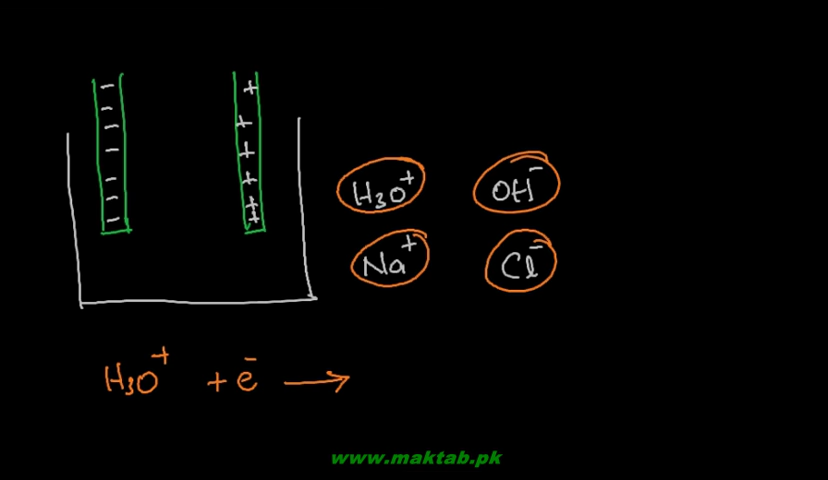 H₃O⁺ OH⁻
Na⁺ Cl⁻
H₃O⁺ + e⁻ →
www.maktab.pk